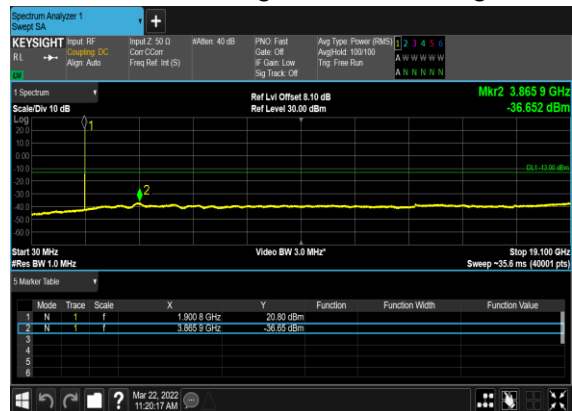 Spectrum Analyzer 1
Swept SA
+
KEYSIGHT
RL
Input: RF
Coupling: DC
Align: Auto
Input Z: 50 Ω
Corr CCorr
Freq Ref: Int (S)
#Atten: 40 dB
PNO: Fast
Gate: Off
IF Gain: Low
Sig Track: Off
Avg Type: Power (RMS)
Avg|Hold: 100/100
Trig: Free Run
1 2 3 4 5 6
A W W W W W
A N N N N N
LW
1 Spectrum
Scale/Div 10 dB
Ref Lvl Offset 8.10 dB
Ref Level 30.00 dBm
Mkr2 3.865 9 GHz
-36.652 dBm
Log
20.0
10.0
0.00
-10.0
-20.0
-30.0
-40.0
-50.0
-60.0
1
2
DL1 -13.00 dBm
Start 30 MHz
#Res BW 1.0 MHz
Video BW 3.0 MHz*
Stop 19.100 GHz
Sweep ~35.6 ms (40001 pts)
5 Marker Table
Mode Trace Scale X Y Function Function Width Function Value
1 N 1 f 1.900 8 GHz 20.80 dBm
2 N 1 f 3.865 9 GHz -36.65 dBm
3
4
5
6
?
Mar 22, 2022
11:20:17 AM